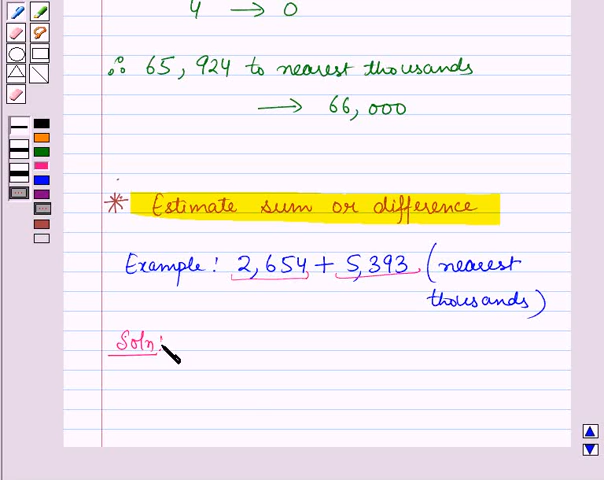 4 → 0
∴ 65,924 to nearest thousands
→ 66,000
* Estimate sum or difference
Example: 2,654 + 5,393 (nearest
thousands)
Soln: